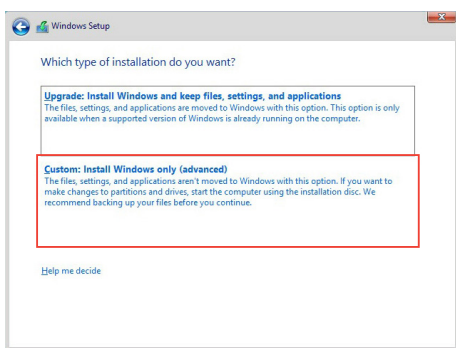 Windows Setup
Which type of installation do you want?
Upgrade: Install Windows and keep files, settings, and applications
The files, settings, and applications are moved to Windows with this option. This option is only
available when a supported version of Windows is already running on the computer.
Custom: Install Windows only (advanced)
The files, settings, and applications aren't moved to Windows with this option. If you want to
make changes to partitions and drives, start the computer using the installation disc. We
recommend backing up your files before you continue.
Help me decide